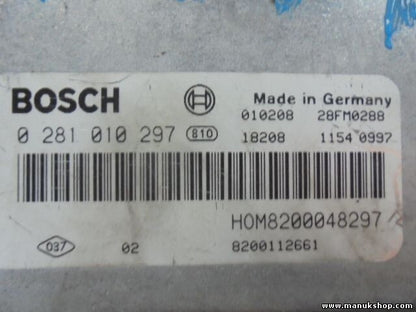 BOSCH
Made in Germany
010208 28FM0288
0 281 010 297 810 18208 1154 0997
HOM8200048297
037 02 8200112661
www.manukshop.com